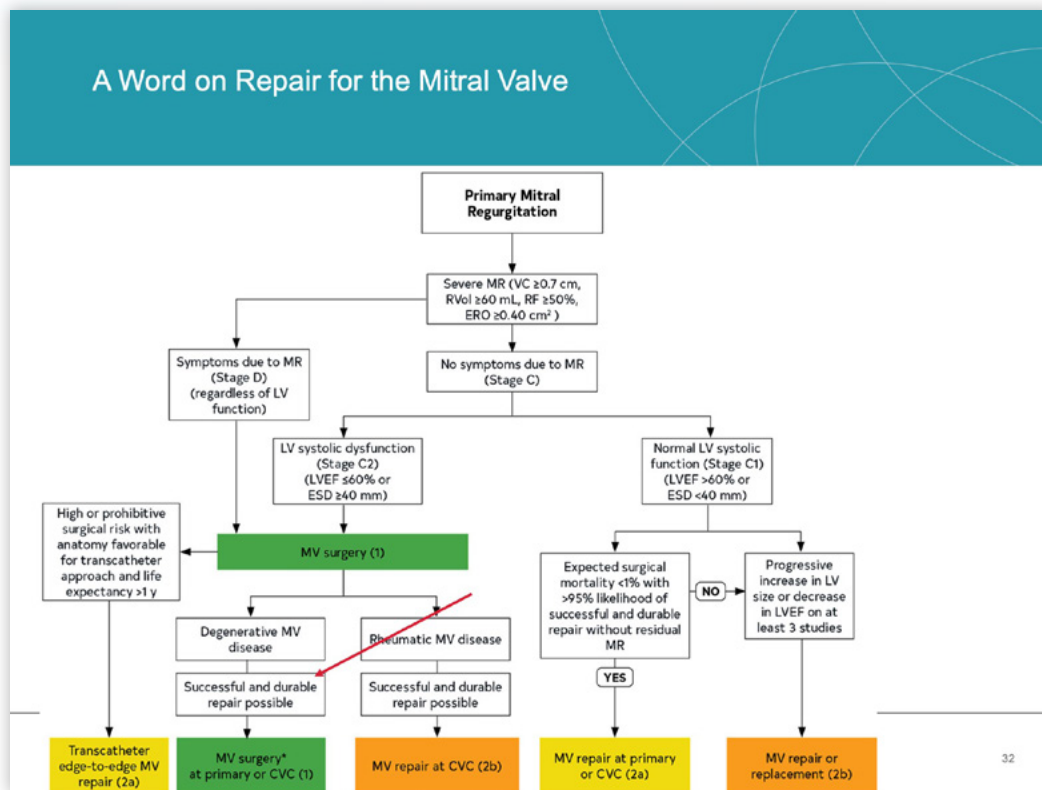 A Word on Repair for the Mitral Valve
Primary Mitral
Regurgitation
Severe MR (VC ≥0.7 cm,
RVol ≥60 mL, RF ≥50%,
ERO ≥0.40 cm²)
Symptoms due to MR
(Stage D)
(regardless of LV
function)
No symptoms due to MR
(Stage C)
LV systolic dysfunction
(Stage C2)
(LVEF ≤60% or
ESD ≥40 mm)
Normal LV systolic
function (Stage C1)
(LVEF >60% or
ESD <40 mm)
High or prohibitive
surgical risk with
anatomy favorable
for transcatheter
approach and life
expectancy >1 y
MV surgery (1)
Expected surgical
mortality <1% with
>95% likelihood of
successful and durable
repair without residual
MR
NO
Progressive
increase in LV
size or decrease
in LVEF on at
least 3 studies
Degenerative MV
disease
Rheumatic MV disease
Successful and durable
repair possible
Successful and durable
repair possible
YES
Transcatheter
edge-to-edge MV
repair (2a)
MV surgery*
at primary or CVC (1)
MV repair at CVC (2b)
MV repair at primary
or CVC (2a)
MV repair or
replacement (2b)
32